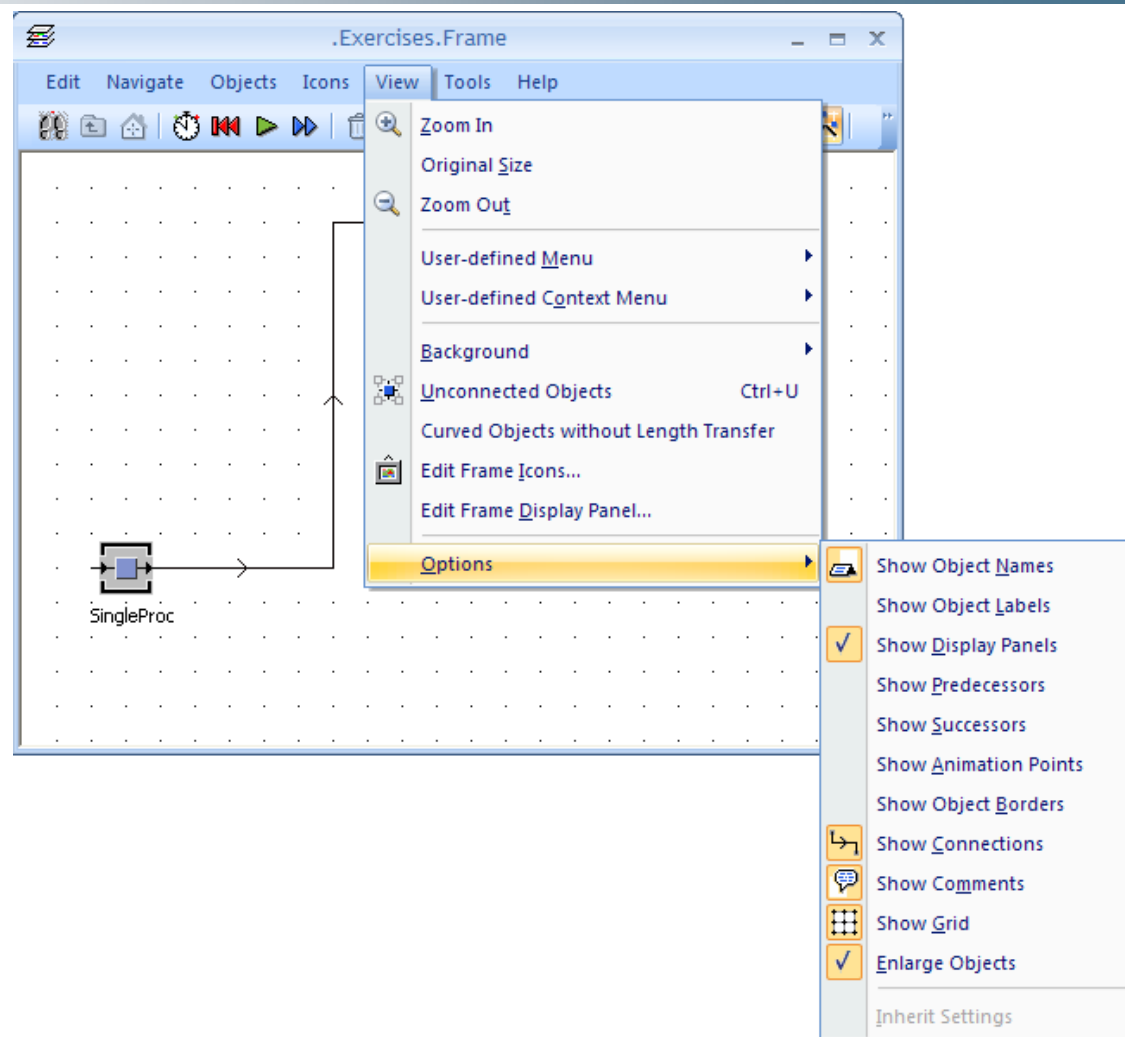 .Exercises.Frame
Edit Navigate Objects Icons View Tools Help
Zoom In
Original Size
Zoom Out
User-defined Menu
User-defined Context Menu
Background
Unconnected Objects Ctrl+U
Curved Objects without Length Transfer
Edit Frame Icons...
Edit Frame Display Panel...
Options
SingleProc
Show Object Names
Show Object Labels
Show Display Panels
Show Predecessors
Show Successors
Show Animation Points
Show Object Borders
Show Connections
Show Comments
Show Grid
Enlarge Objects
Inherit Settings